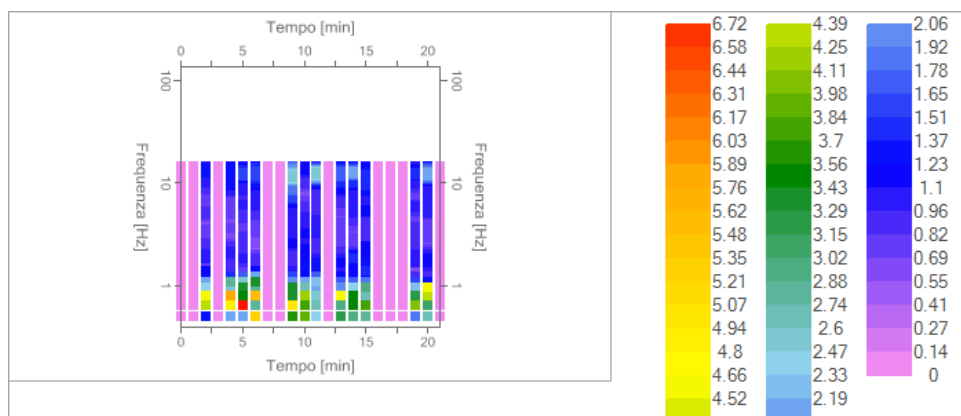 Tempo [min]
0 5 10 15 20
100 100
Frequenza [Hz] Frequenza [Hz]
10 10
1 1
0 5 10 15 20
Tempo [min]
6.72 4.39 2.06
6.58 4.25 1.92
6.44 4.11 1.78
6.31 3.98 1.65
6.17 3.84 1.51
6.03 3.7 1.37
5.89 3.56 1.23
5.76 3.43 1.1
5.62 3.29 0.96
5.48 3.15 0.82
5.35 3.02 0.69
5.21 2.88 0.55
5.07 2.74 0.41
4.94 2.6 0.27
4.8 2.47 0.14
4.66 2.33 0
4.52 2.19